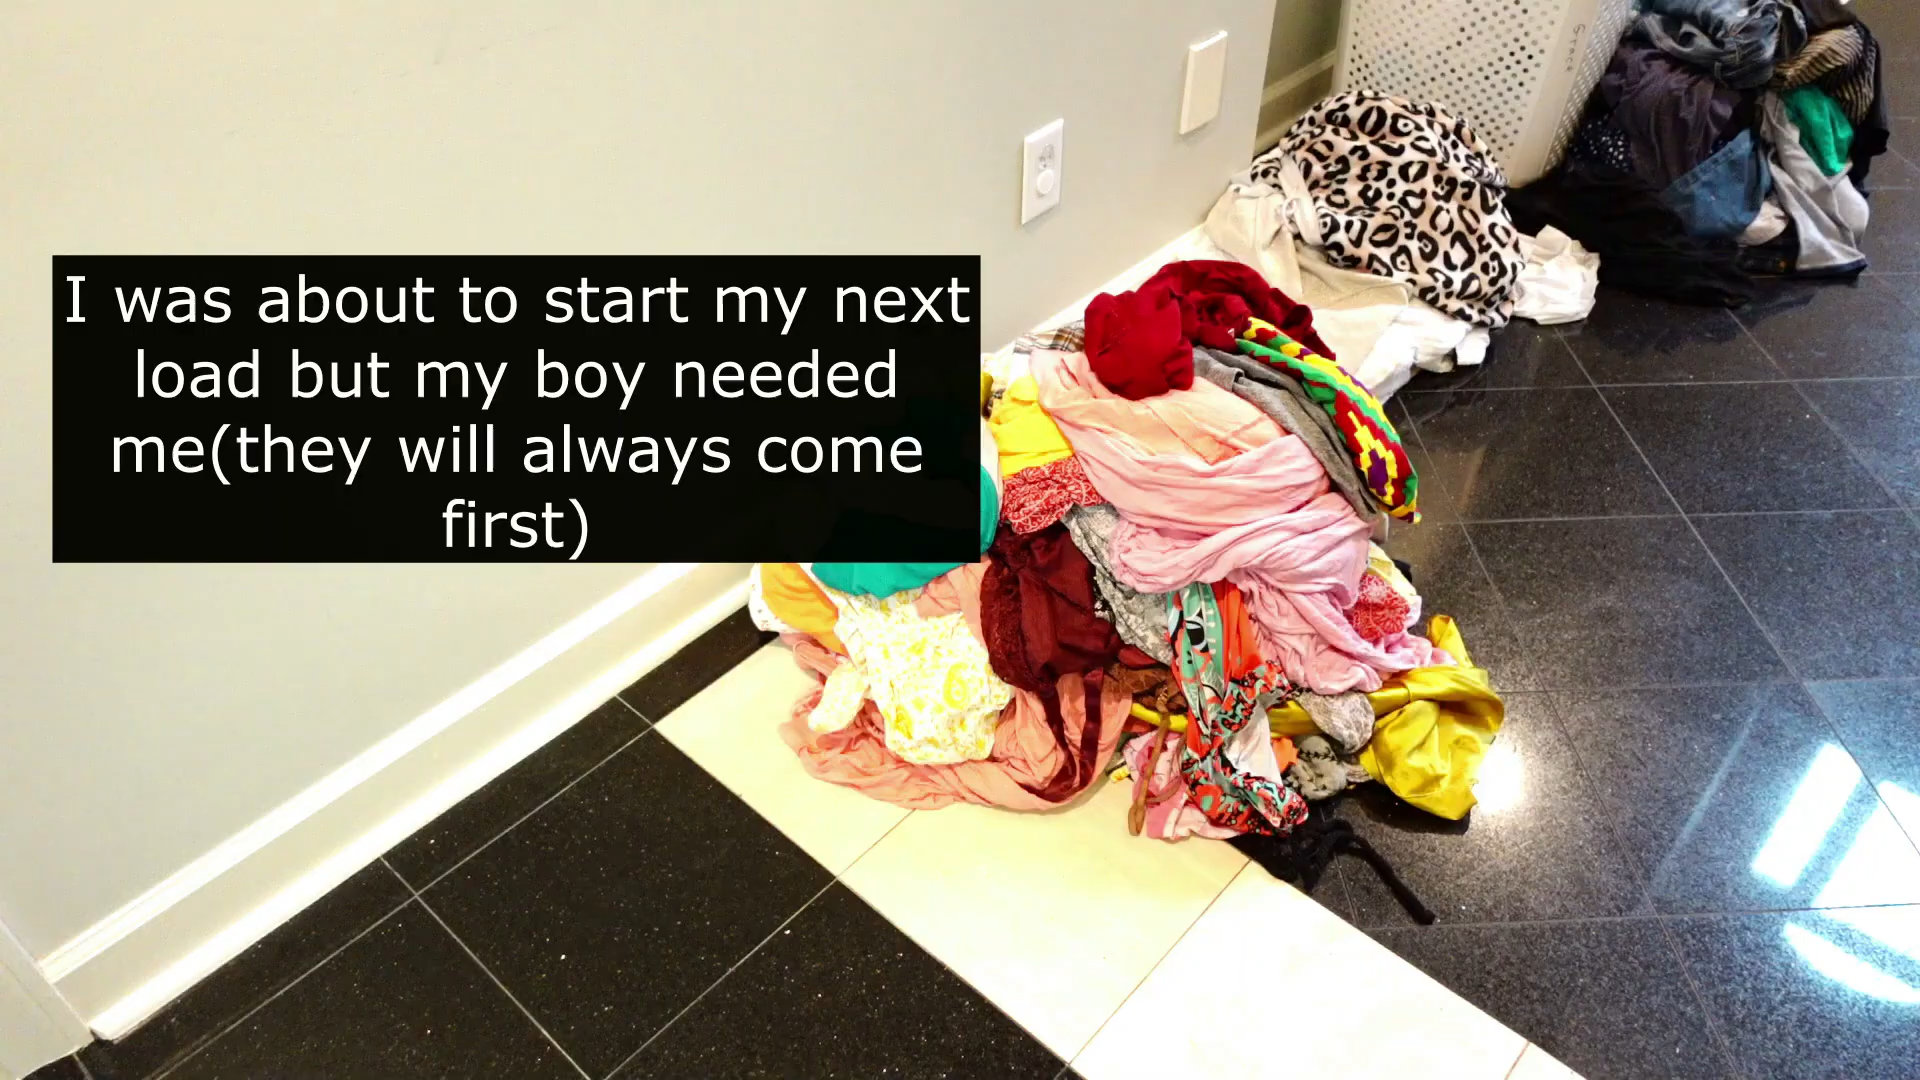 I was about to start my next
load but my boy needed
me(they will always come
first)